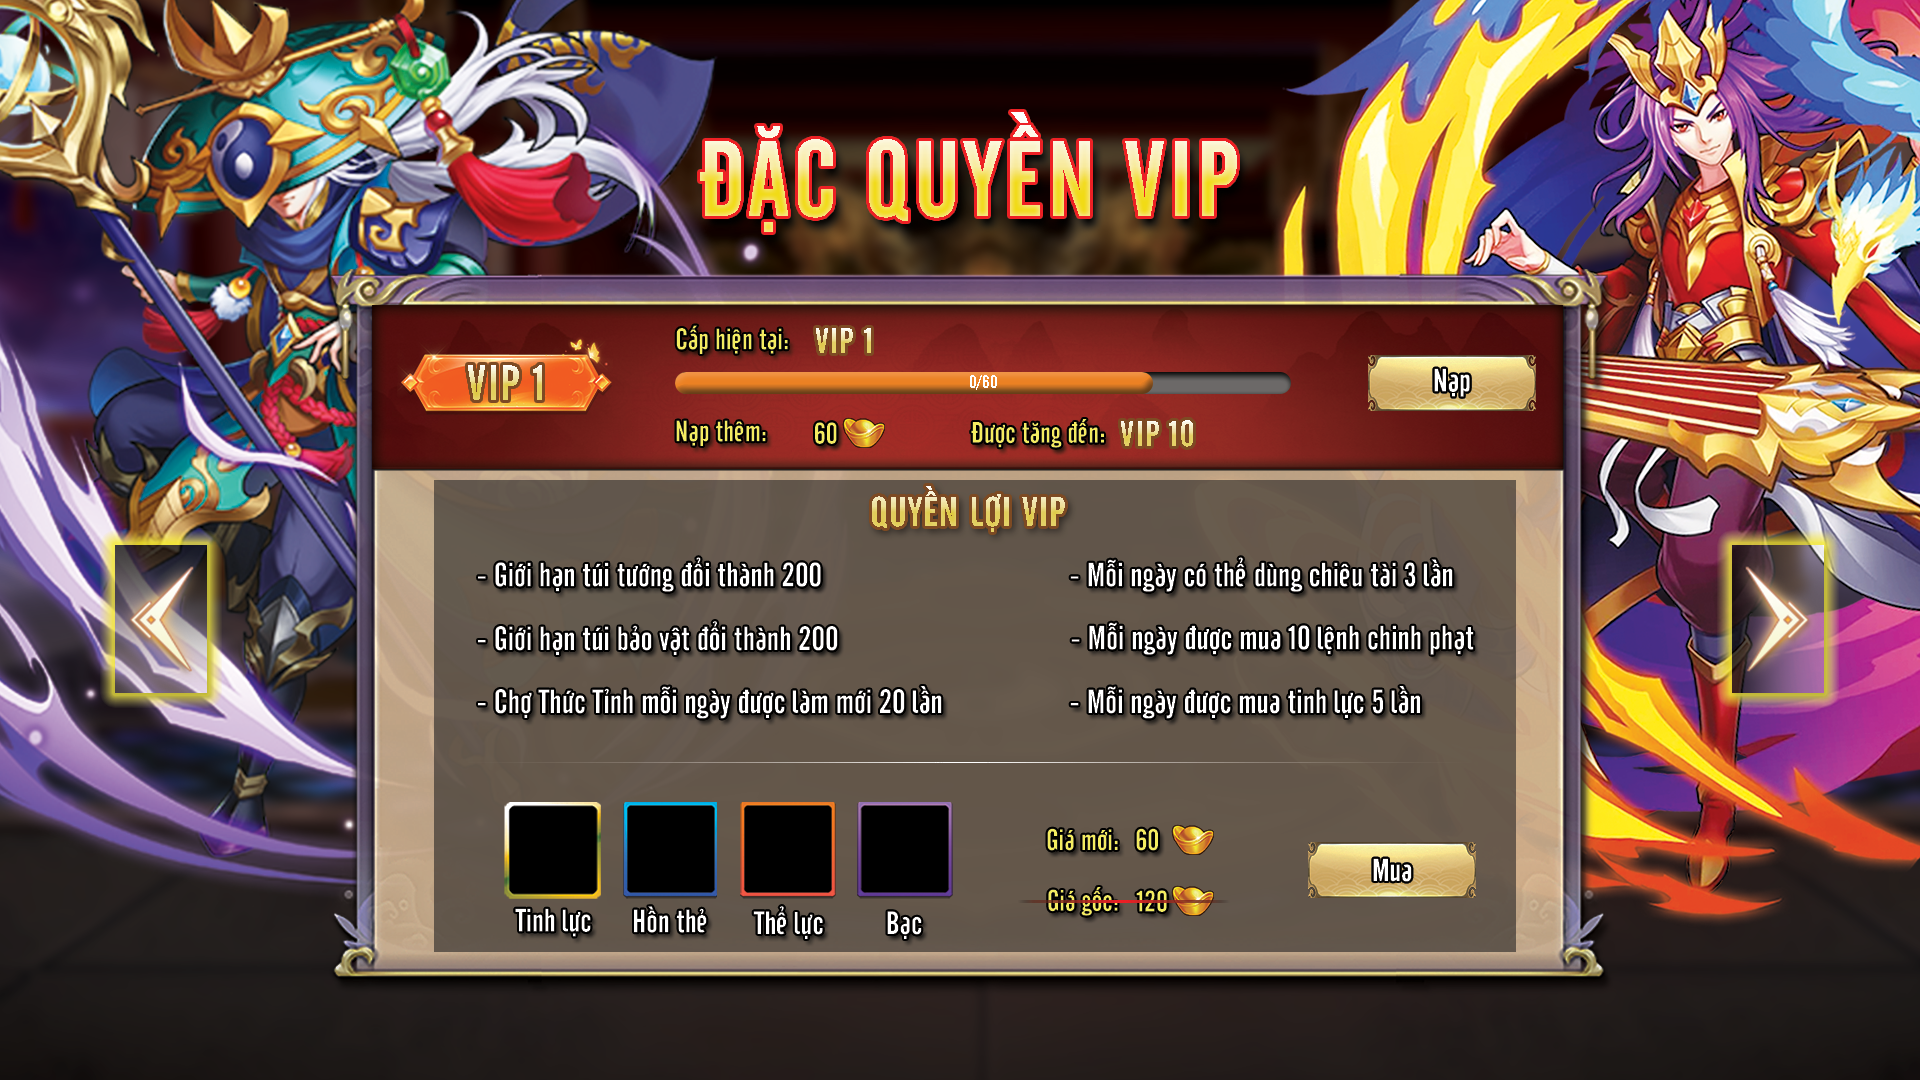 ĐẶC QUYỀN VIP
VIP 1
Cấp hiện tại: VIP 1
0/60
Nạp thêm: 60 Được tăng đến: VIP 10
Nạp
QUYỀN LỢI VIP
- Giới hạn túi tướng đổi thành 200
- Giới hạn túi bảo vật đổi thành 200
- Chợ Thức Tỉnh mỗi ngày được làm mới 20 lần
- Mỗi ngày có thể dùng chiêu tài 3 lần
- Mỗi ngày được mua 10 lệnh chinh phạt
- Mỗi ngày được mua tinh lực 5 lần
Tinh lực
Hồn thẻ
Thể lực
Bạc
Giá mới: 60
Giá gốc: 120
Mua